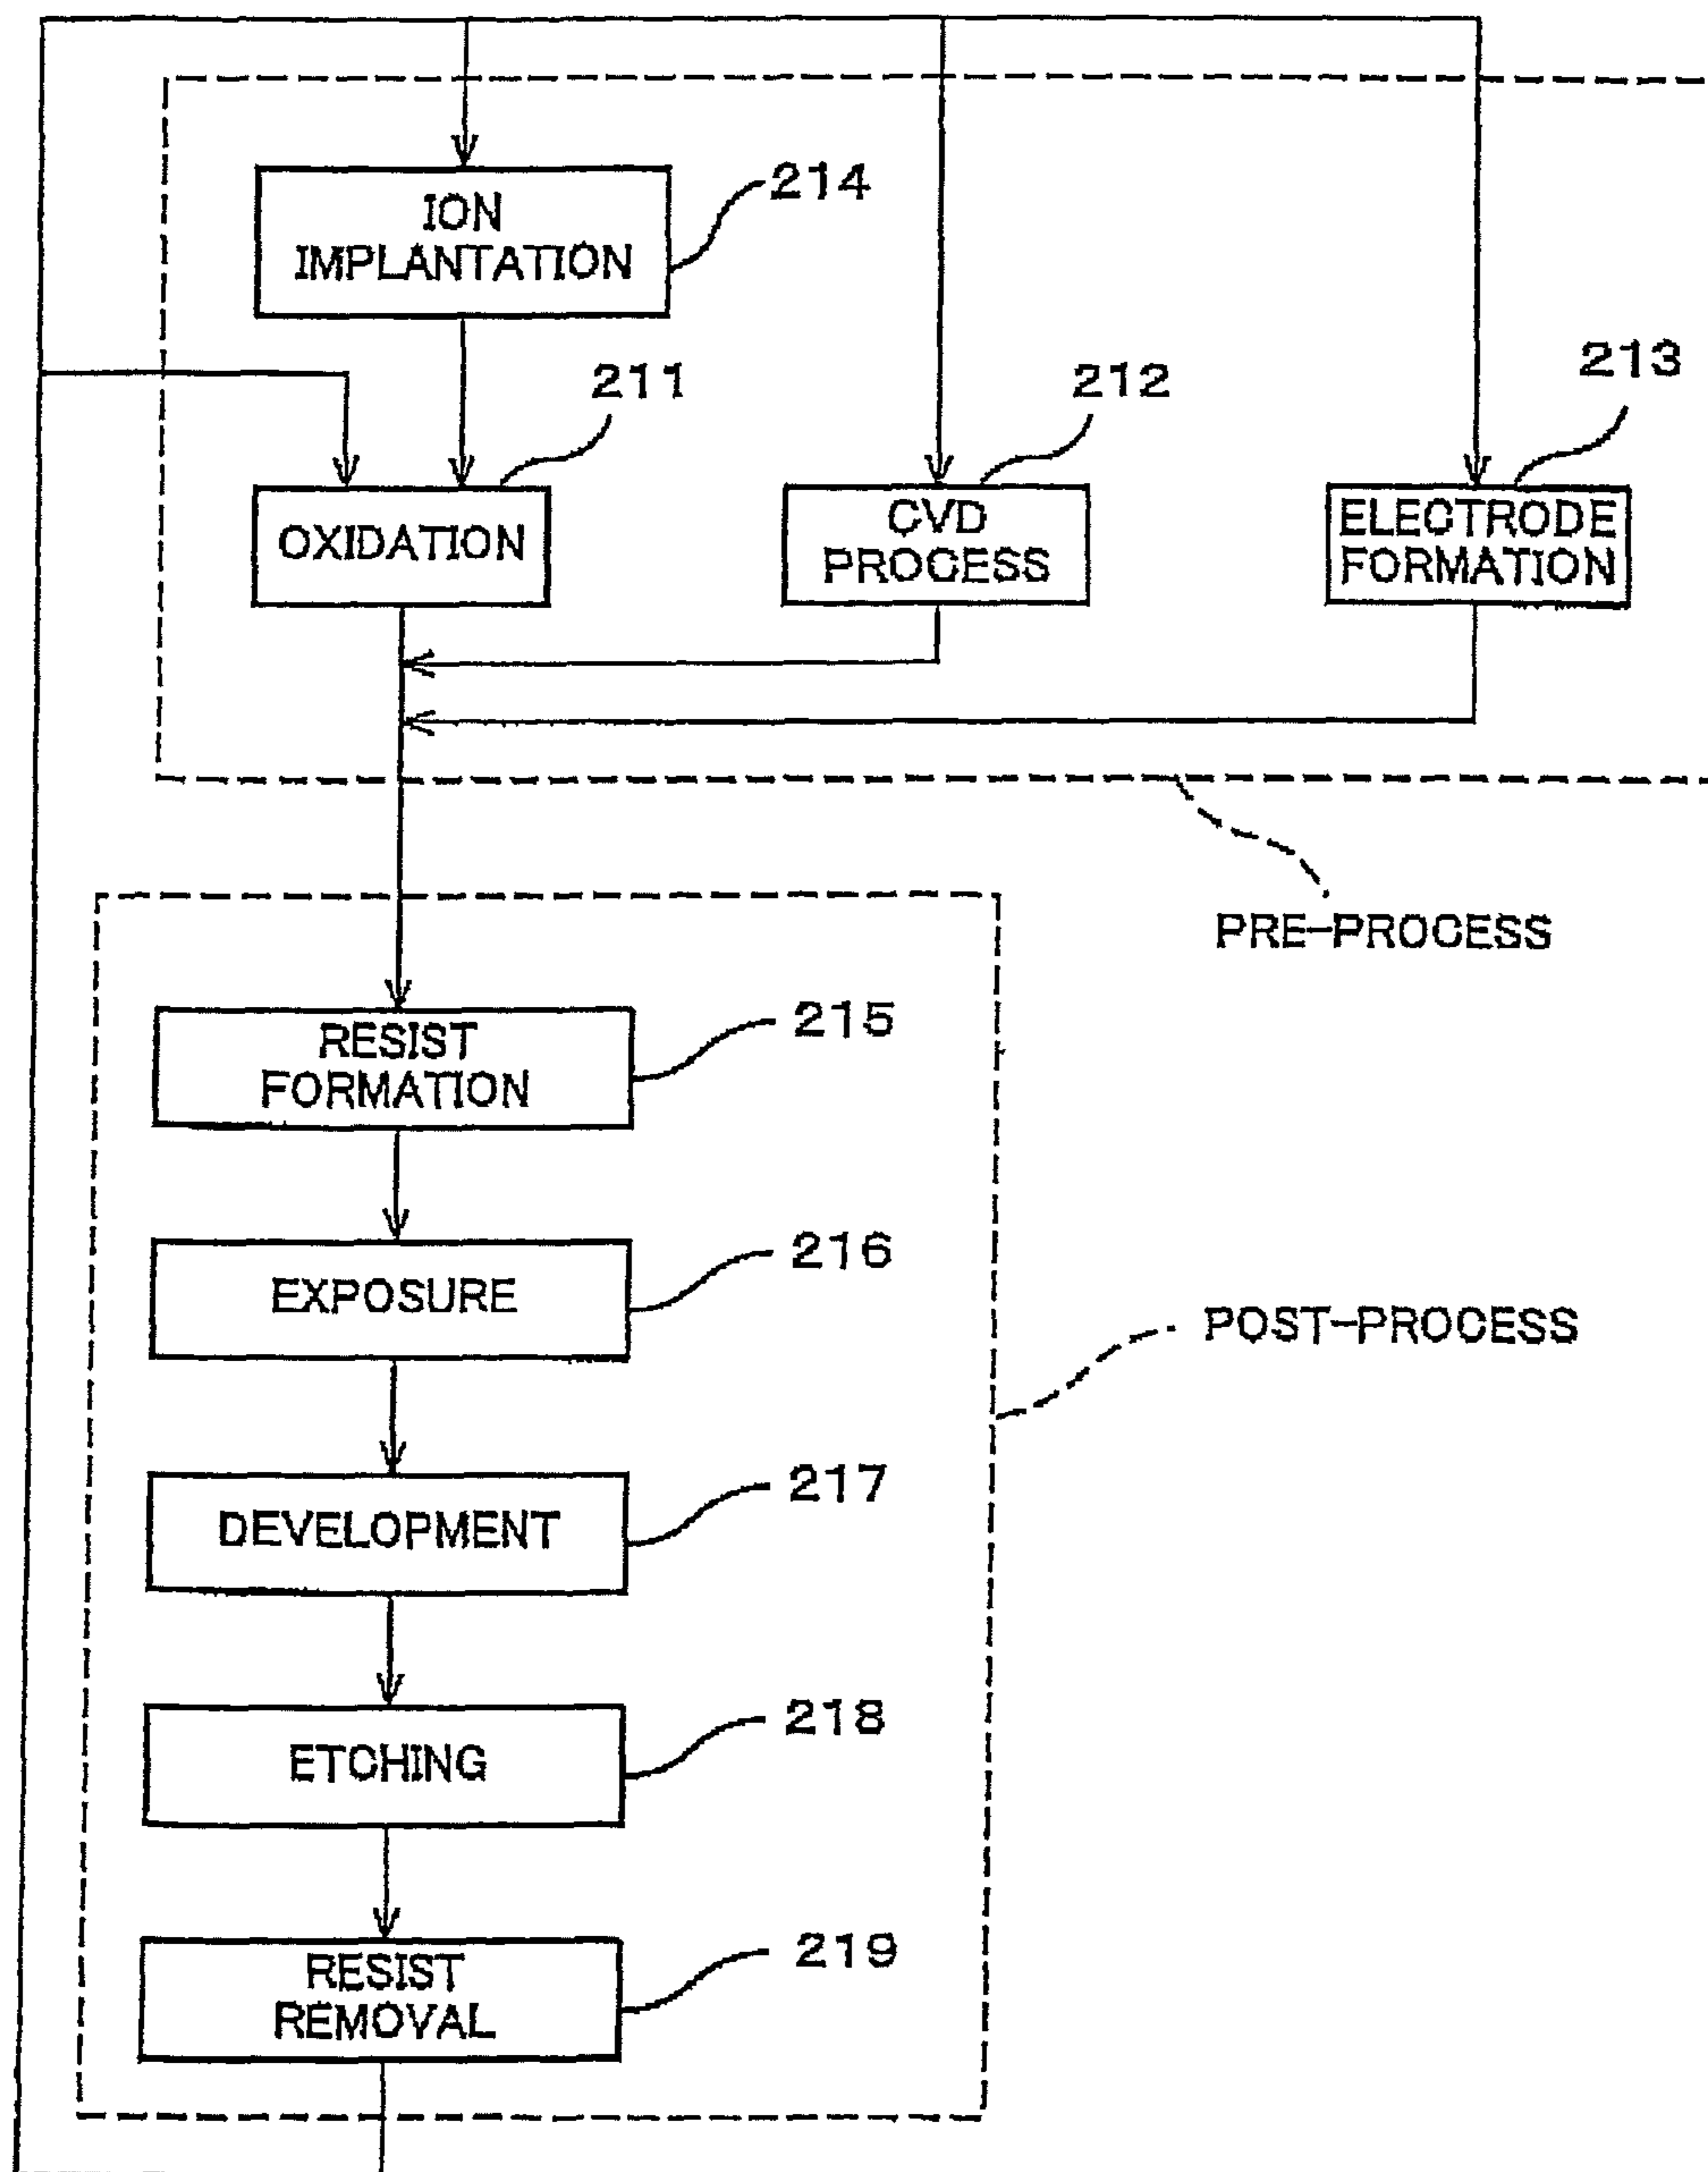 ION
IMPLANTATION
214
211
212
213
OXIDATION
CVD
PROCESS
ELECTRODE
FORMATION
PRE-PROCESS
RESIST
FORMATION
215
EXPOSURE
216
POST-PROCESS
DEVELOPMENT
217
ETCHING
218
RESIST
REMOVAL
219